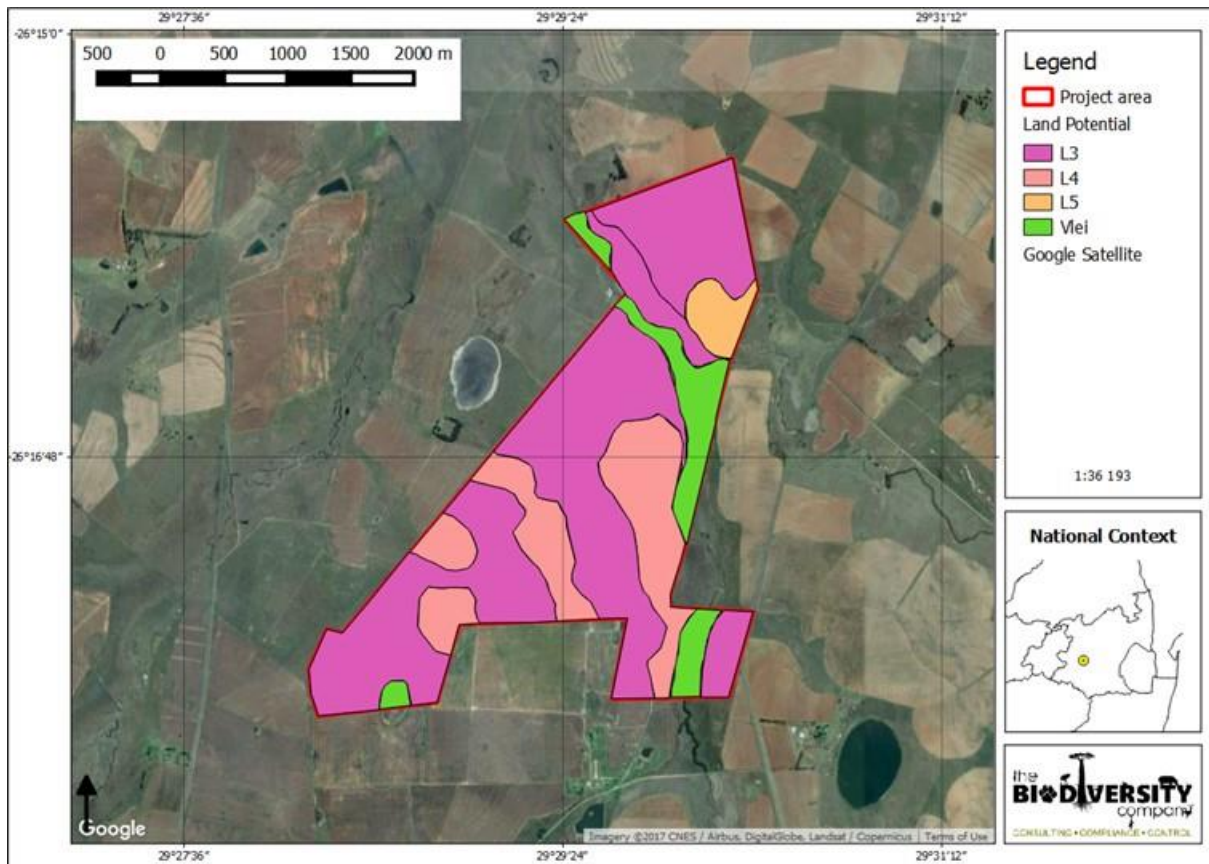 29°27'36" 29°29'24" 29°31'12"
-26°15'0"
500 0 500 1000 1500 2000 m
-26°16'48"
Google
Imagery ©2017 CNES / Airbus, DigitalGlobe, Landsat / Copernicus Terms of Use
29°27'36" 29°29'24" 29°31'12"
Legend
Project area
Land Potential
L3
L4
L5
Vlei
Google Satellite
1:36 193
National Context
the
BIODIVERSITY
company
CONSULTING • COMPLIANCE • CONTROL